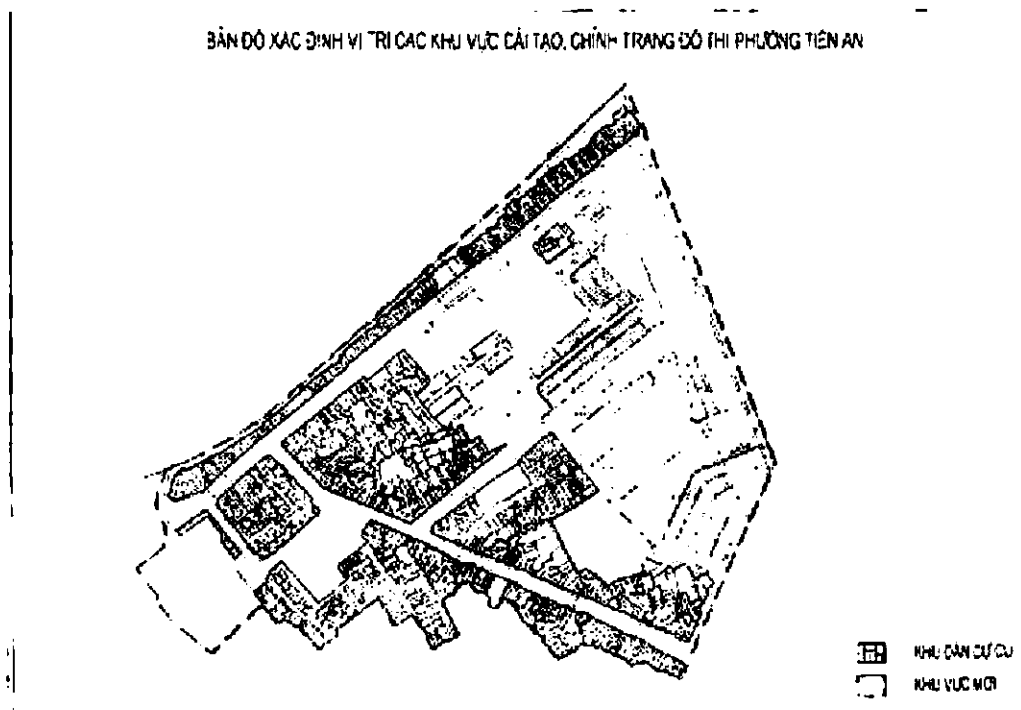 BẢN ĐỒ XÁC ĐỊNH VỊ TRÍ CÁC KHU VỰC CẢI TẠO, CHỈNH TRANG ĐÔ THỊ PHƯỜNG TIỀN AN
KHU DÂN CƯ CŨ
KHU VỰC MỚI